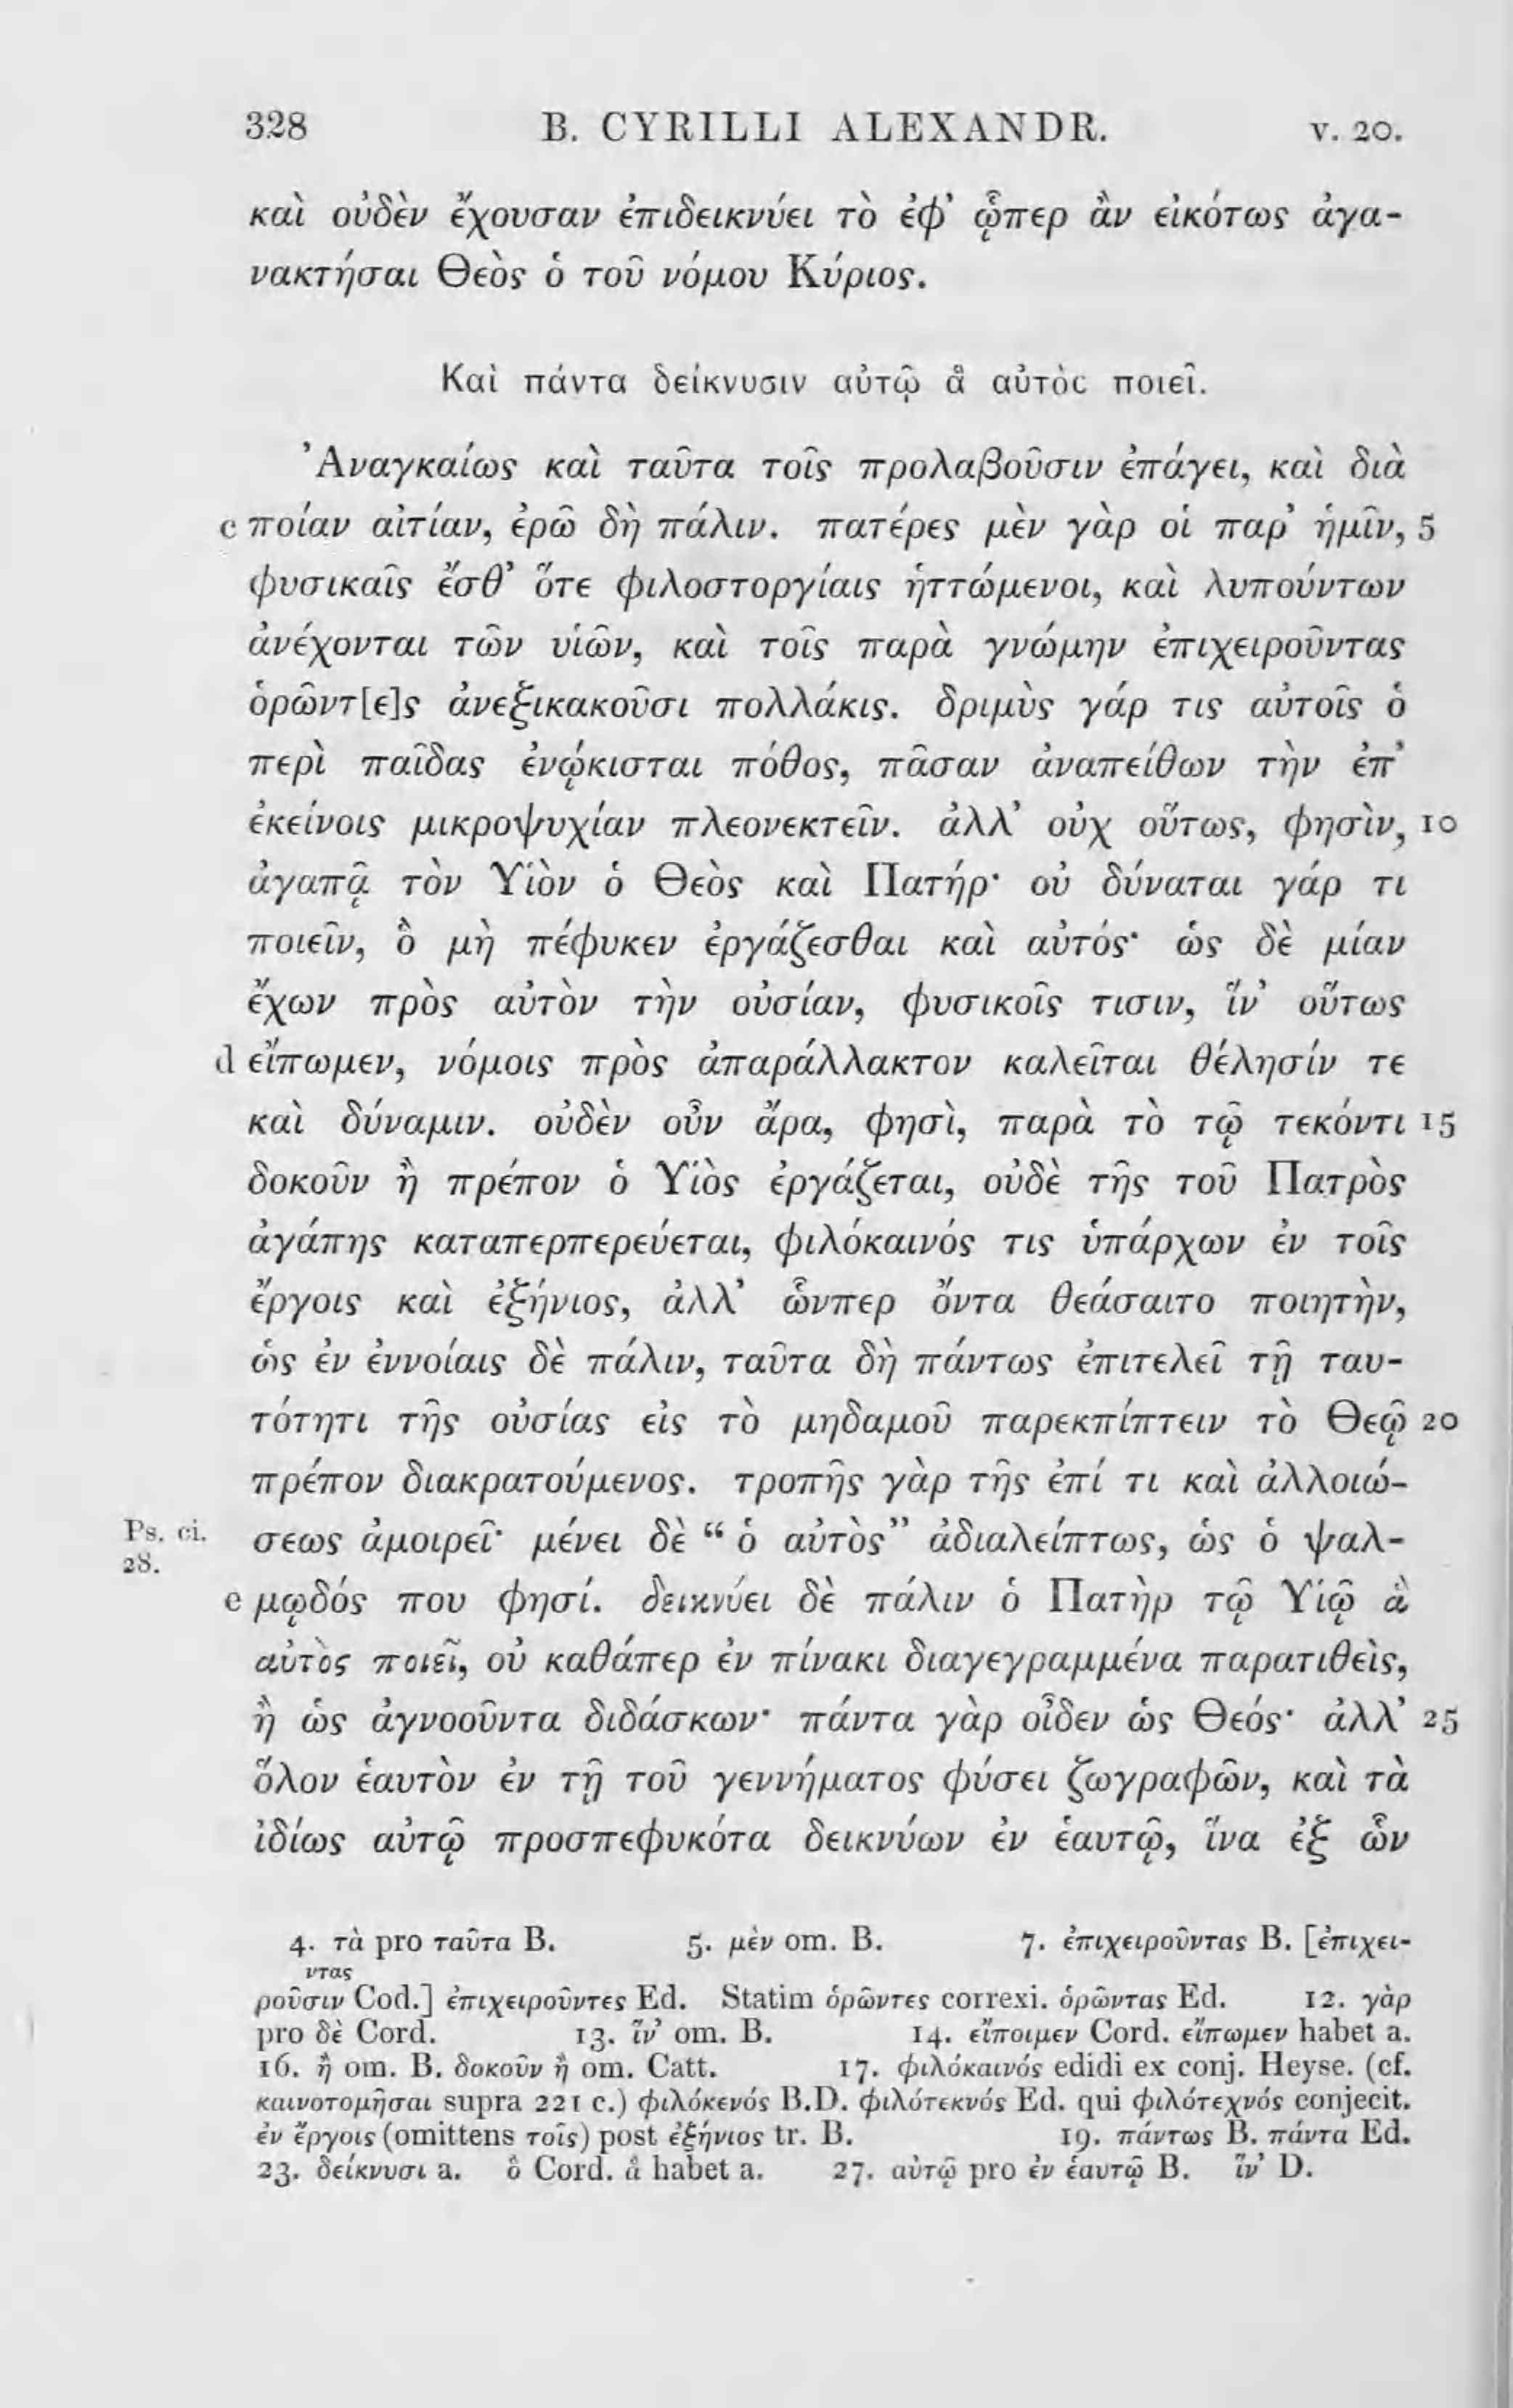 328 B. CYRILLI ALEXANDR. V. 20.
καὶ οὐδὲν ἔχουσαν ἐπιδεικνύει τὸ ἐφ' ᾧπερ ἂν εἰκότως ἀγα-
νακτήσαι Θεὸς ὁ τοῦ νόμου Κύριος.
Καὶ πάντα δείκνυσιν αὐτῷ ἃ αὐτὸς ποιεῖ.
Ἀναγκαίως καὶ ταῦτα τοῖς προλαβοῦσιν ἐπάγει, καὶ διὰ
c ποίαν αἰτίαν, ἐρῶ δὴ πάλιν. πατέρες μὲν γὰρ οἱ παρ' ἡμῖν, 5
φυσικαῖς ἔσθ' ὅτε φιλοστοργίαις ἡττώμενοι, καὶ λυπούντων
ἀνέχονται τῶν υἱῶν, καὶ τοῖς παρὰ γνώμην ἐπιχειροῦντας
ὁρῶντ[ε]ς ἀνεξικακοῦσι πολλάκις. δριμὺς γάρ τις αὐτοῖς ὁ
περὶ παῖδας ἐνῴκισται πόθος, πᾶσαν ἀναπείθων τὴν ἐπ'
ἐκείνοις μικροψυχίαν πλεονεκτεῖν. ἀλλ' οὐχ οὕτως, φησὶν, 10
ἀγαπᾷ τὸν Υἱὸν ὁ Θεὸς καὶ Πατήρ· οὐ δύναται γάρ τι
ποιεῖν, ὃ μὴ πέφυκεν ἐργάζεσθαι καὶ αὐτός· ὡς δὲ μίαν
ἔχων πρὸς αὐτὸν τὴν οὐσίαν, φυσικοῖς τισιν, ἵν' οὕτως
d εἴπωμεν, νόμοις πρὸς ἀπαράλλακτον καλεῖται θέλησίν τε
καὶ δύναμιν. οὐδὲν οὖν ἄρα, φησὶ, παρὰ τὸ τῷ τεκόντι 15
δοκοῦν ἢ πρέπον ὁ Υἱὸς ἐργάζεται, οὐδὲ τῆς τοῦ Πατρὸς
ἀγάπης καταπερπερεύεται, φιλόκαινός τις ὑπάρχων ἐν τοῖς
ἔργοις καὶ ἐξήνιος, ἀλλ' ὧνπερ ὄντα θεάσαιτο ποιητὴν,
ὡς ἐν ἐννοίαις δὲ πάλιν, ταῦτα δὴ πάντως ἐπιτελεῖ τῇ ταυ-
τότητι τῆς οὐσίας εἰς τὸ μηδαμοῦ παρεκπίπτειν τὸ Θεῷ 20
πρέπον διακρατούμενος. τροπῆς γὰρ τῆς ἐπί τι καὶ ἀλλοιώ-
Ps. ci. 28. σεως ἀμοιρεῖ· μένει δὲ “ ὁ αὐτὸς” ἀδιαλείπτως, ὡς ὁ ψαλ-
e μῳδός που φησί. δεικνύει δὲ πάλιν ὁ Πατὴρ τῷ Υἱῷ ἃ
αὐτὸς ποιεῖ, οὐ καθάπερ ἐν πίνακι διαγεγραμμένα παρατιθεὶς,
ἢ ὡς ἀγνοοῦντα διδάσκων· πάντα γὰρ οἶδεν ὡς Θεός· ἀλλ' 25
ὅλον ἑαυτὸν ἐν τῇ τοῦ γεννήματος φύσει ζωγραφῶν, καὶ τὰ
ἰδίως αὐτῷ προσπεφυκότα δεικνύων ἐν ἑαυτῷ, ἵνα ἐξ ὧν
4. τὰ pro ταῦτα B. 5. μὲν om. B. 7. ἐπιχειροῦντας B. [ἐπιχει-
ντας
ροῦσιν Cod.] ἐπιχειροῦντες Ed. Statim ὁρῶντες correxi. ὁρῶντας Ed. 12. γὰρ
pro δὲ Cord. 13. ἵν' om. B. 14. εἴποιμεν Cord. εἴπωμεν habet a.
16. ἢ om. B. δοκοῦν ἢ om. Catt. 17. φιλόκαινός edidi ex conj. Heyse. (cf.
καινοτομῆσαι supra 221 c.) φιλόκενός B.D. φιλότεκνός Ed. qui φιλότεχνός conjecit.
ἐν ἔργοις (omittens τοῖς) post ἐξήνιος tr. B. 19. πάντως B. πάντα Ed.
23. δείκνυσι a. ὃ Cord. ἃ habet a. 27. αὐτῷ pro ἐν ἑαυτῷ B. ἵν' D.